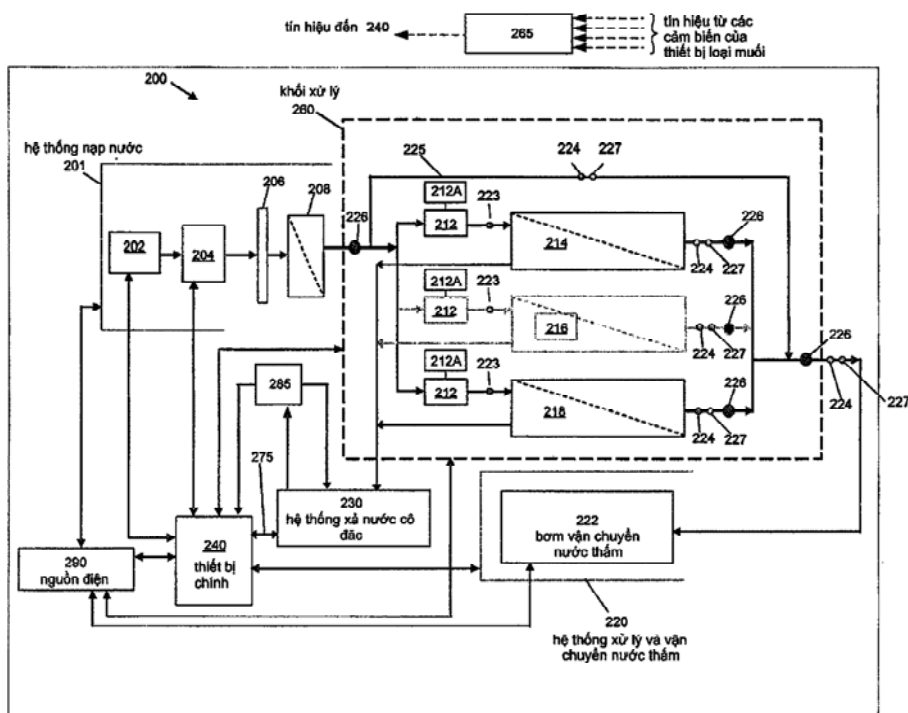 tín hiệu đến 240
265
tín hiệu từ các
cảm biến của
thiết bị loại muối
200
khối xử lý
260
hệ thống nạp nước
201
206
208
202
204
226
225
224
227
212A
212
223
214
224
227
226
212A
212
223
216
224
227
226
212A
212
223
218
224
227
226
226
224
227
265
275
230
hệ thống xả nước cô
đặc
240
thiết bị
chính
290
nguồn điện
222
bơm vận chuyển
nước thấm
220
hệ thống xử lý và vận
chuyển nước thấm